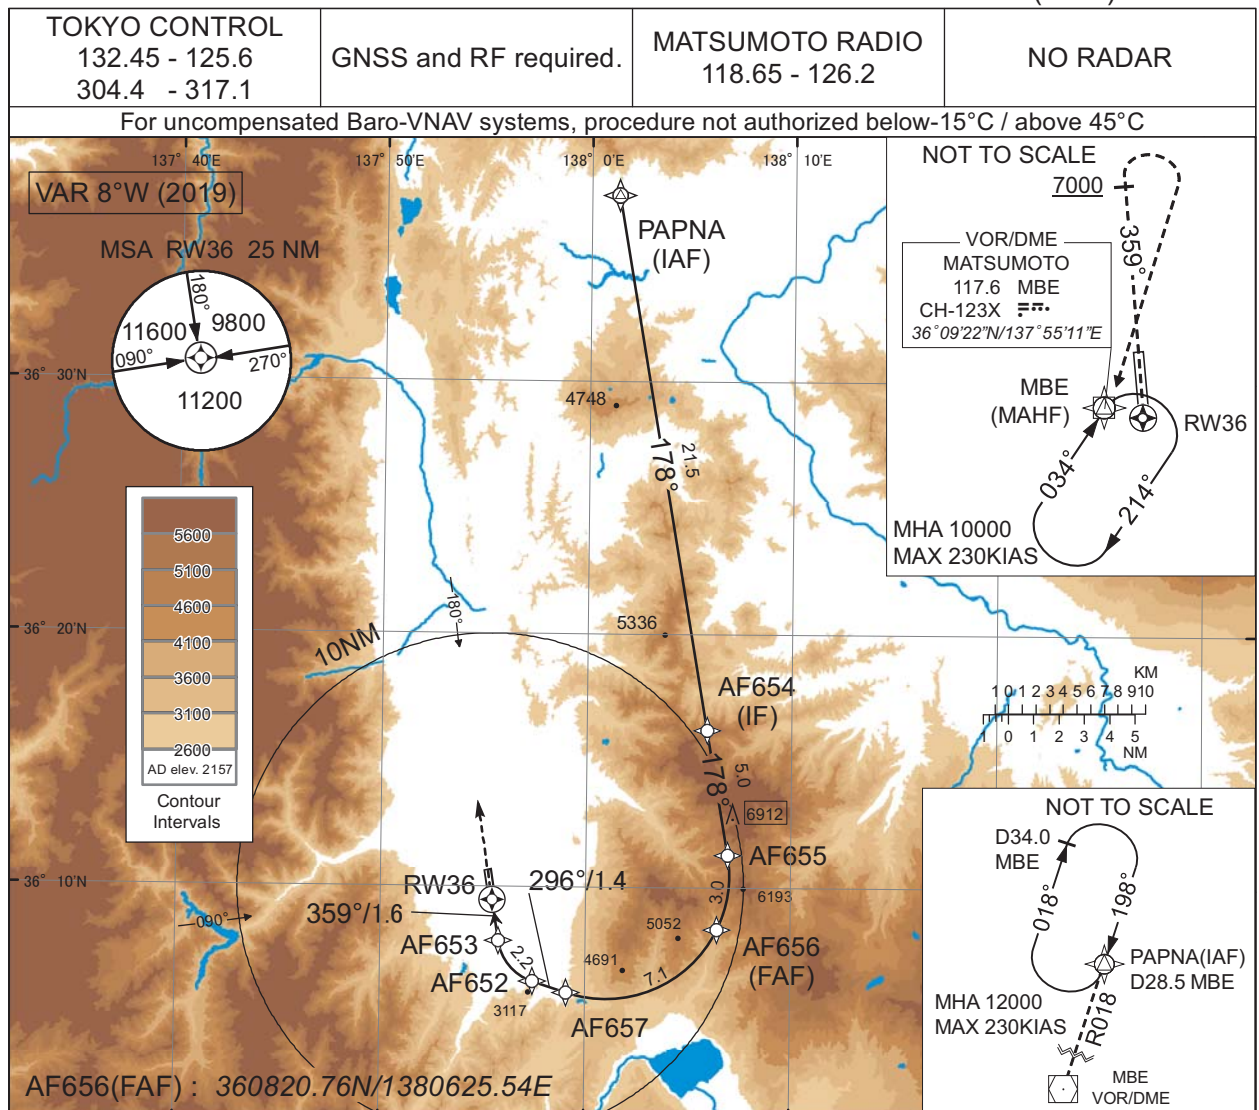 TOKYO CONTROL
132.45 - 125.6
304.4 - 317.1
GNSS and RF required.
MATSUMOTO RADIO
118.65 - 126.2
NO RADAR
For uncompensated Baro-VNAV systems, procedure not authorized below-15°C / above 45°C
137° 40'E
137° 50'E
138° 0'E
138° 10'E
VAR 8°W (2019)
MSA RW36 25 NM
180°
11600
9800
090°
270°
11200
36° 30'N
36° 20'N
36° 10'N
5600
5100
4600
4100
3600
3100
2600
AD elev. 2157
Contour
Intervals
PAPNA
(IAF)
4748
21.5
178°
5336
180°
10NM
AF654
(IF)
178°
5.0
6912
AF655
3.0
6193
AF656
(FAF)
5052
4691
7.1
RW36
296°/1.4
359°/1.6
AF653
2.2
AF652
3117
AF657
090°
AF656(FAF) : 360820.76N/1380625.54E
NOT TO SCALE
7000
359°
VOR/DME
MATSUMOTO
117.6 MBE
CH-123X
36°09'22"N/137°55'11"E
MBE
(MAHF)
RW36
034°
214°
MHA 10000
MAX 230KIAS
KM
1 0 1 2 3 4 5 6 7 8 9 10
1 0 1 2 3 4 5
NM
NOT TO SCALE
D34.0
MBE
018°
198°
PAPNA(IAF)
D28.5 MBE
MHA 12000
MAX 230KIAS
R018
MBE
VOR/DME